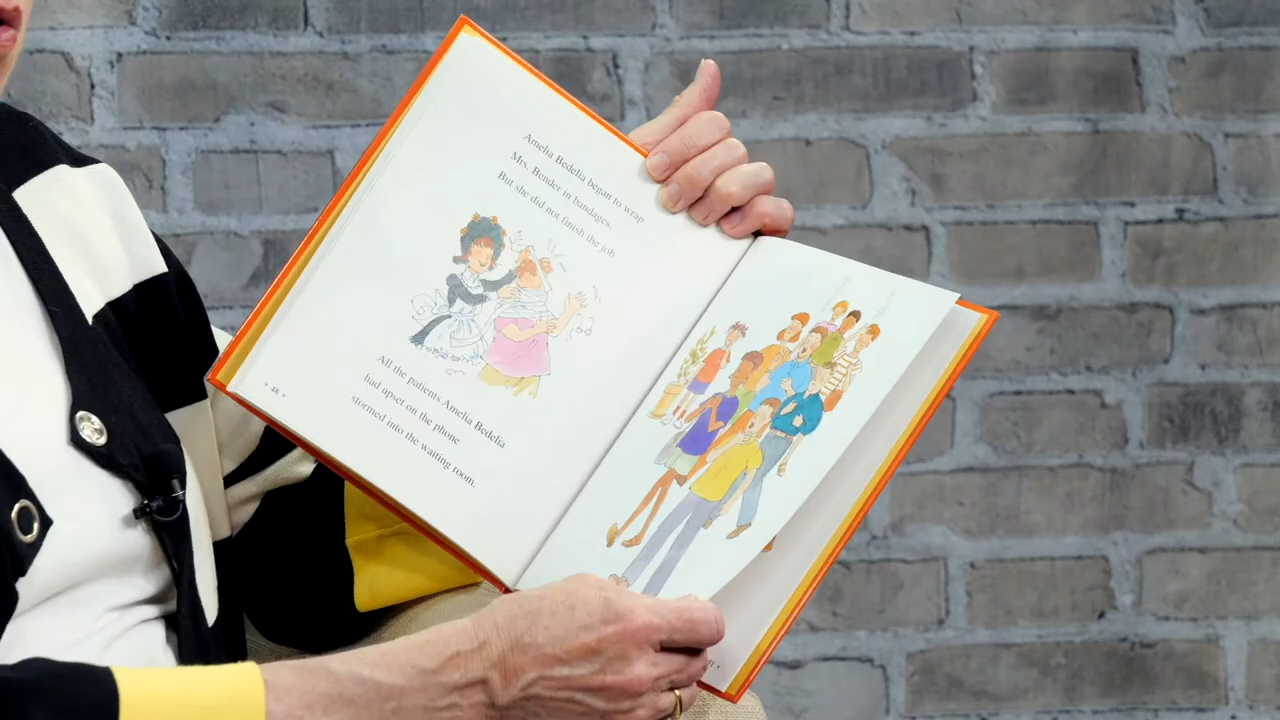 Amelia Bedelia began to wrap
Mrs. Bender in bandages.
But she did not finish the job.
All the patients Amelia Bedelia
had upset on the phone
stormed into the waiting room.
• 48 •